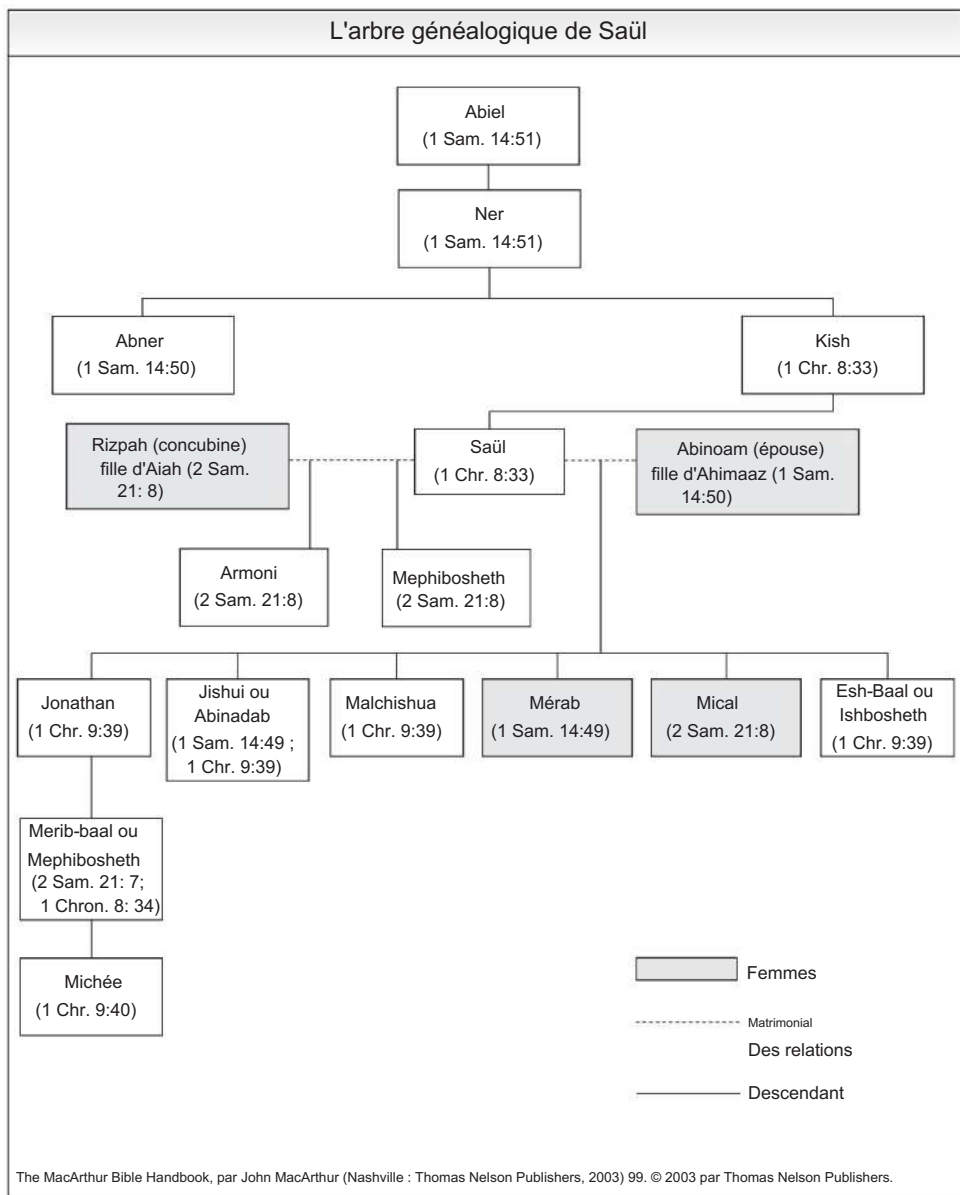 L'arbre généalogique de Saül
Abiel
(1 Sam. 14:51)
Ner
(1 Sam. 14:51)
Abner
(1 Sam. 14:50)
Kish
(1 Chr. 8:33)
Rizpah (concubine)
fille d'Aiah (2 Sam.
21: 8)
Saül
(1 Chr. 8:33)
Abinoam (épouse)
fille d'Ahimaaz (1 Sam.
14:50)
Armoni
(2 Sam. 21:8)
Mephibosheth
(2 Sam. 21:8)
Jonathan
(1 Chr. 9:39)
Jishui ou
Abinadab
(1 Sam. 14:49 ;
1 Chr. 9:39)
Malchishua
(1 Chr. 9:39)
Mérab
(1 Sam. 14:49)
Mical
(2 Sam. 21:8)
Esh-Baal ou
Ishbosheth
(1 Chr. 9:39)
Merib-baal ou
Mephibosheth
(2 Sam. 21: 7;
1 Chron. 8: 34)
Michée
(1 Chr. 9:40)
Femmes
Matrimonial
Des relations
Descendant
The MacArthur Bible Handbook, par John MacArthur (Nashville : Thomas Nelson Publishers, 2003) 99. © 2003 par Thomas Nelson Publishers.